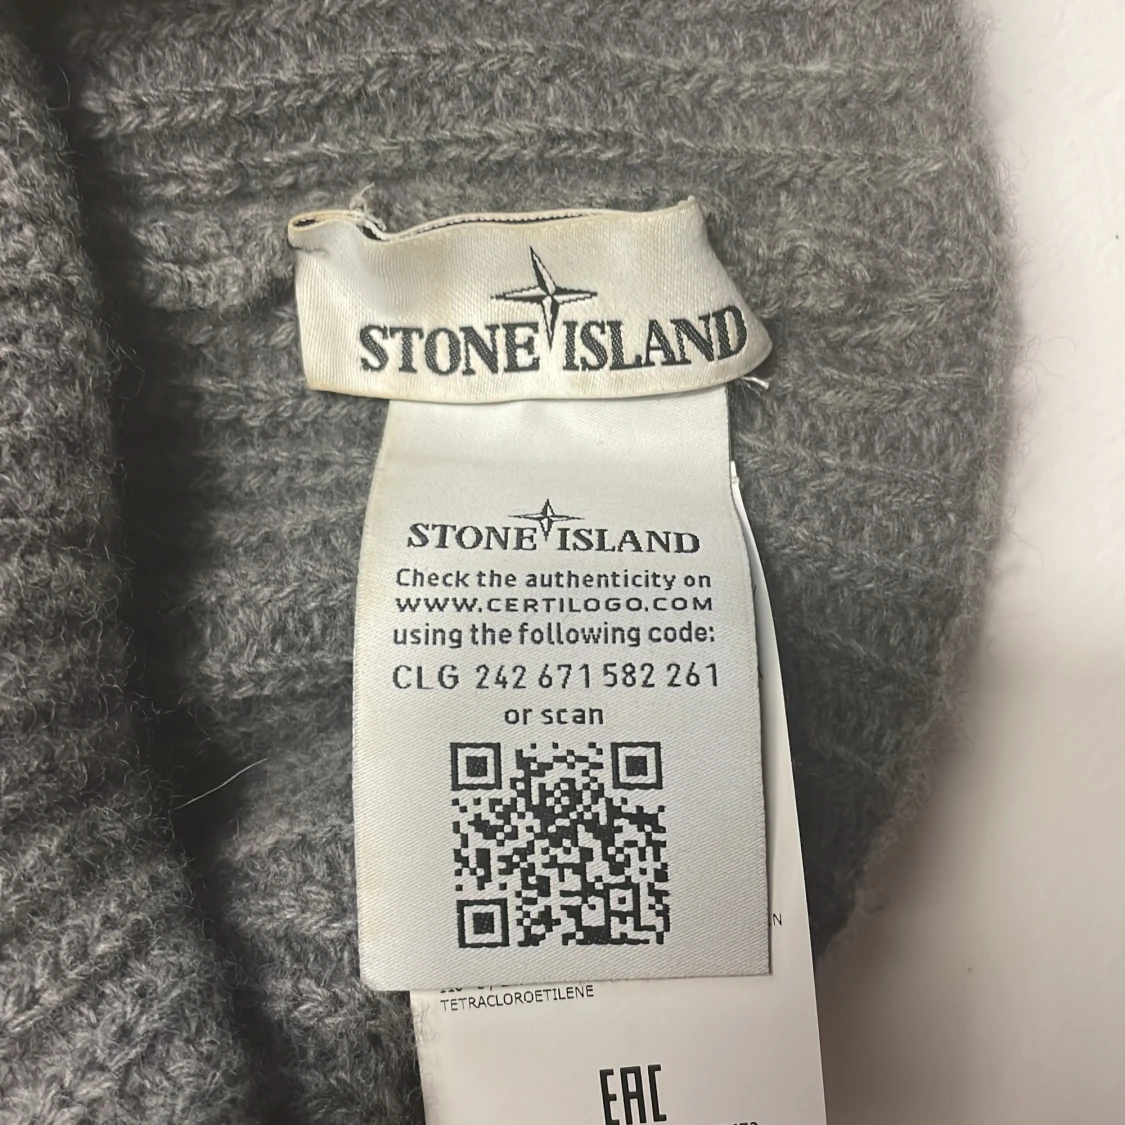 STONE ISLAND
STONE ISLAND
Check the authenticity on
WWW.CERTILOGO.COM
using the following code:
CLG 242 671 582 261
or scan
TETRACLOROETILENE
EAC